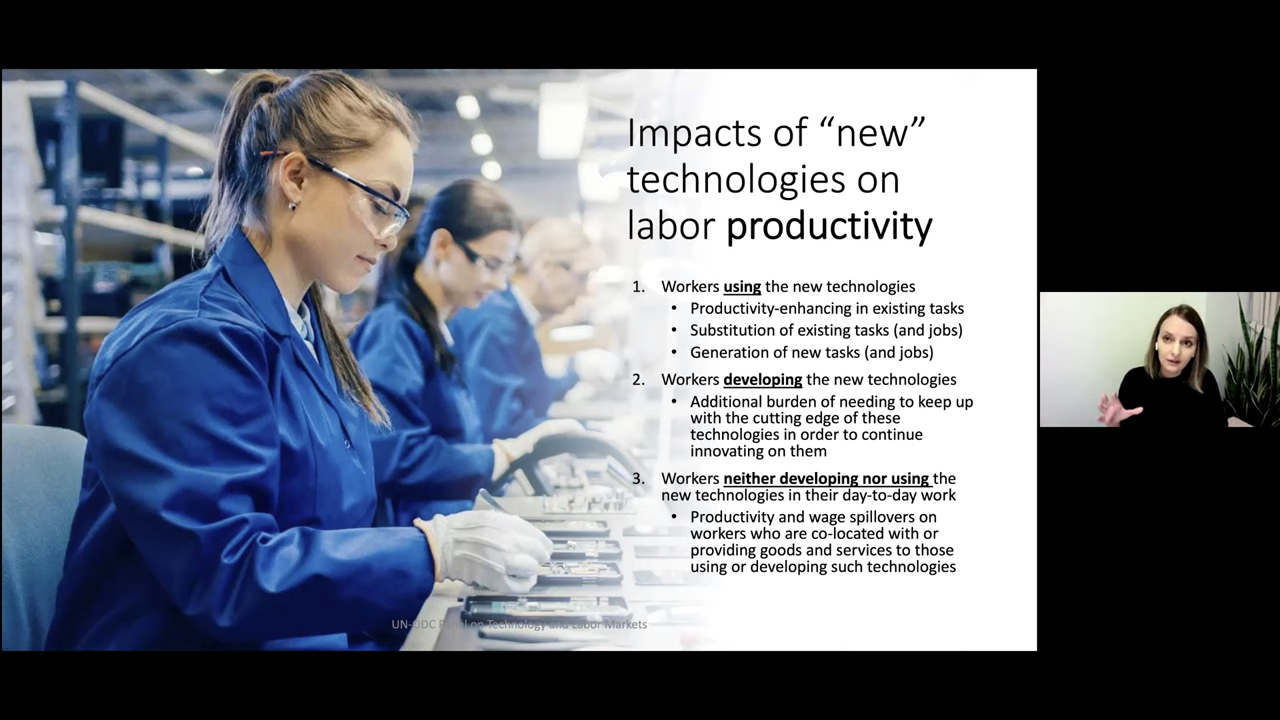 Impacts of “new”
technologies on
labor productivity
1. Workers using the new technologies
• Productivity-enhancing in existing tasks
• Substitution of existing tasks (and jobs)
• Generation of new tasks (and jobs)
2. Workers developing the new technologies
• Additional burden of needing to keep up
with the cutting edge of these
technologies in order to continue
innovating on them
3. Workers neither developing nor using the
new technologies in their day-to-day work
• Productivity and wage spillovers on
workers who are co-located with or
providing goods and services to those
using or developing such technologies
on Technology and Labor Markets